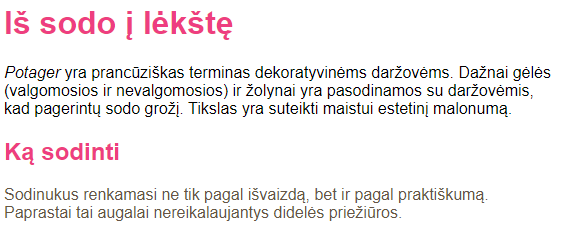 Iš sodo į lėkštę
Potager yra prancūziškas terminas dekoratyvinėms daržovėms. Dažnai gėlės
(valgomosios ir nevalgomosios) ir žolynai yra pasodinamos su daržovėmis,
kad pagerintų sodo grožį. Tikslas yra suteikti maistui estetinį malonumą.
Ką sodinti
Sodinukus renkamasi ne tik pagal išvaizdą, bet ir pagal praktiškumą.
Paprastai tai augalai nereikalaujantys didelės priežiūros.